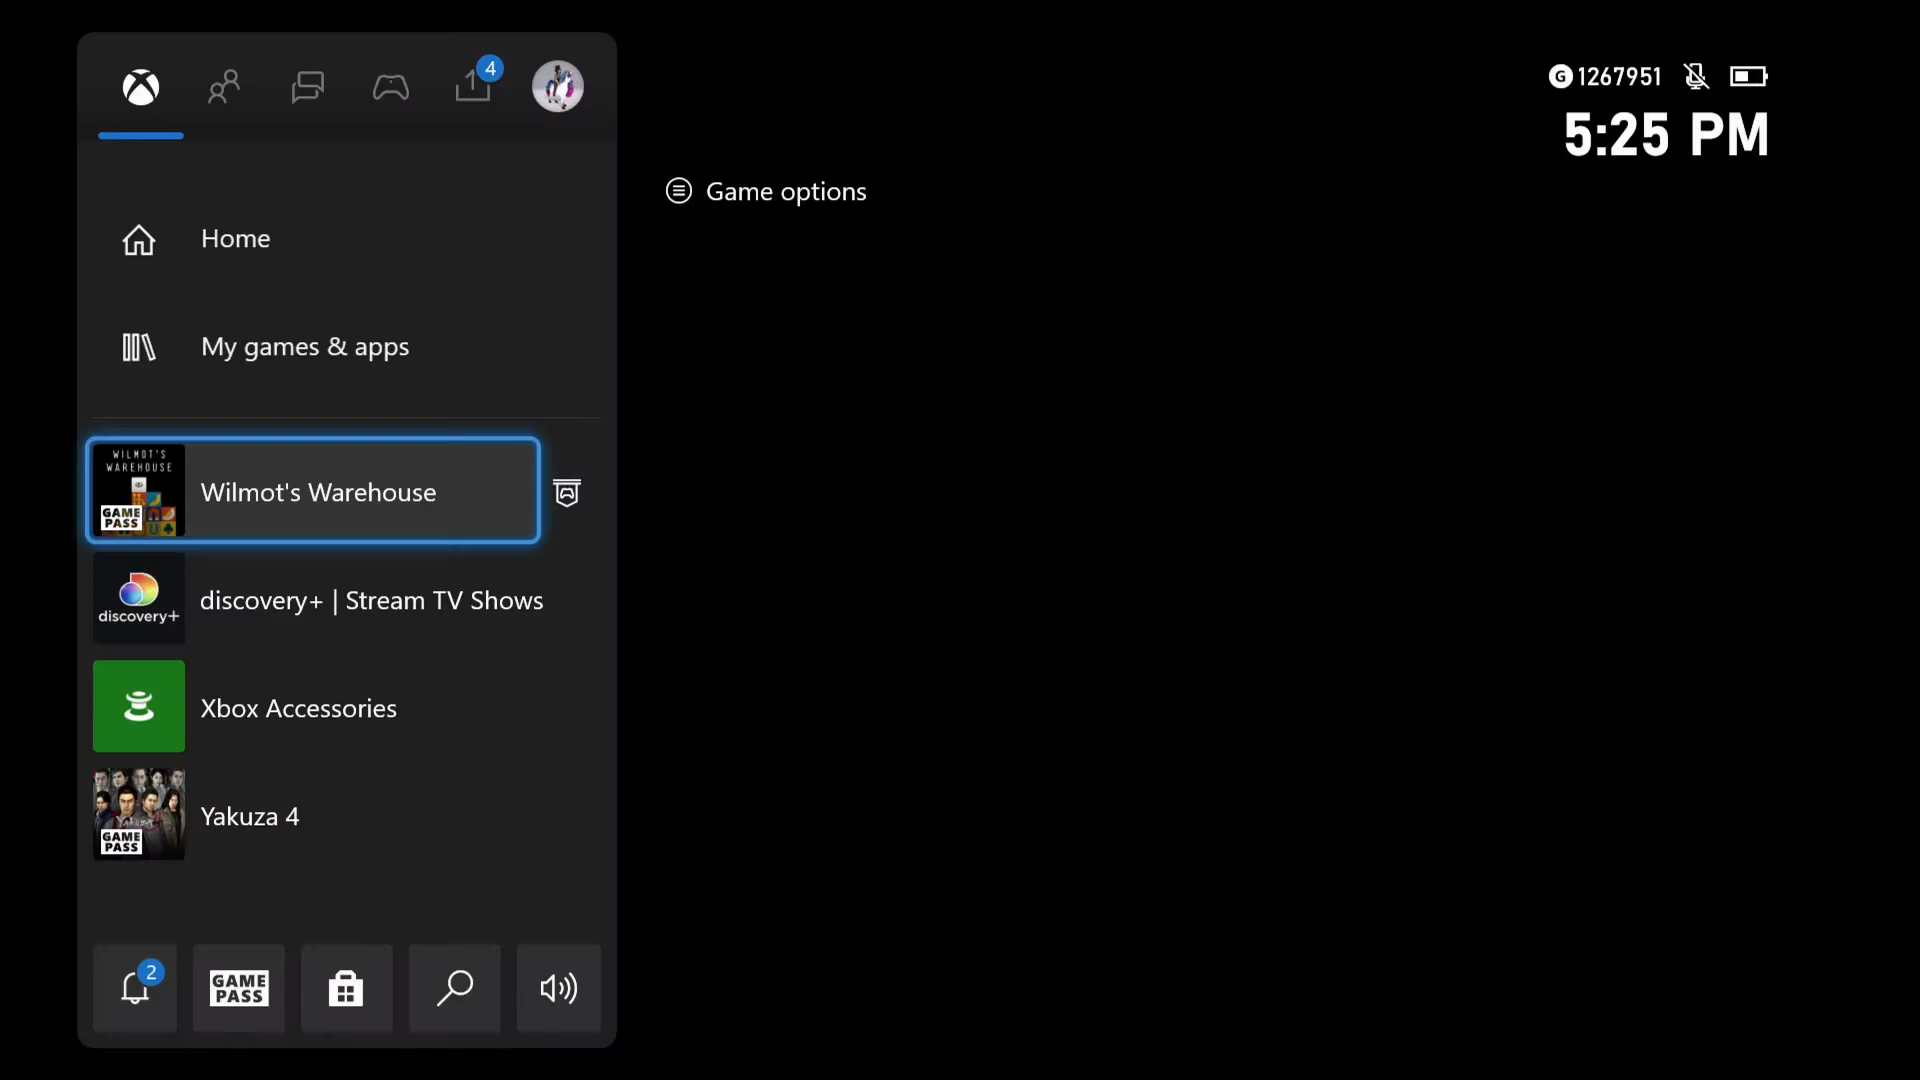 4
G 1267951
5:25 PM
Game options
Home
My games & apps
WILMOT'S
WAREHOUSE
GAME
PASS
Wilmot's Warehouse
discovery+
discovery+ | Stream TV Shows
Xbox Accessories
GAME
PASS
Yakuza 4
2
GAME
PASS